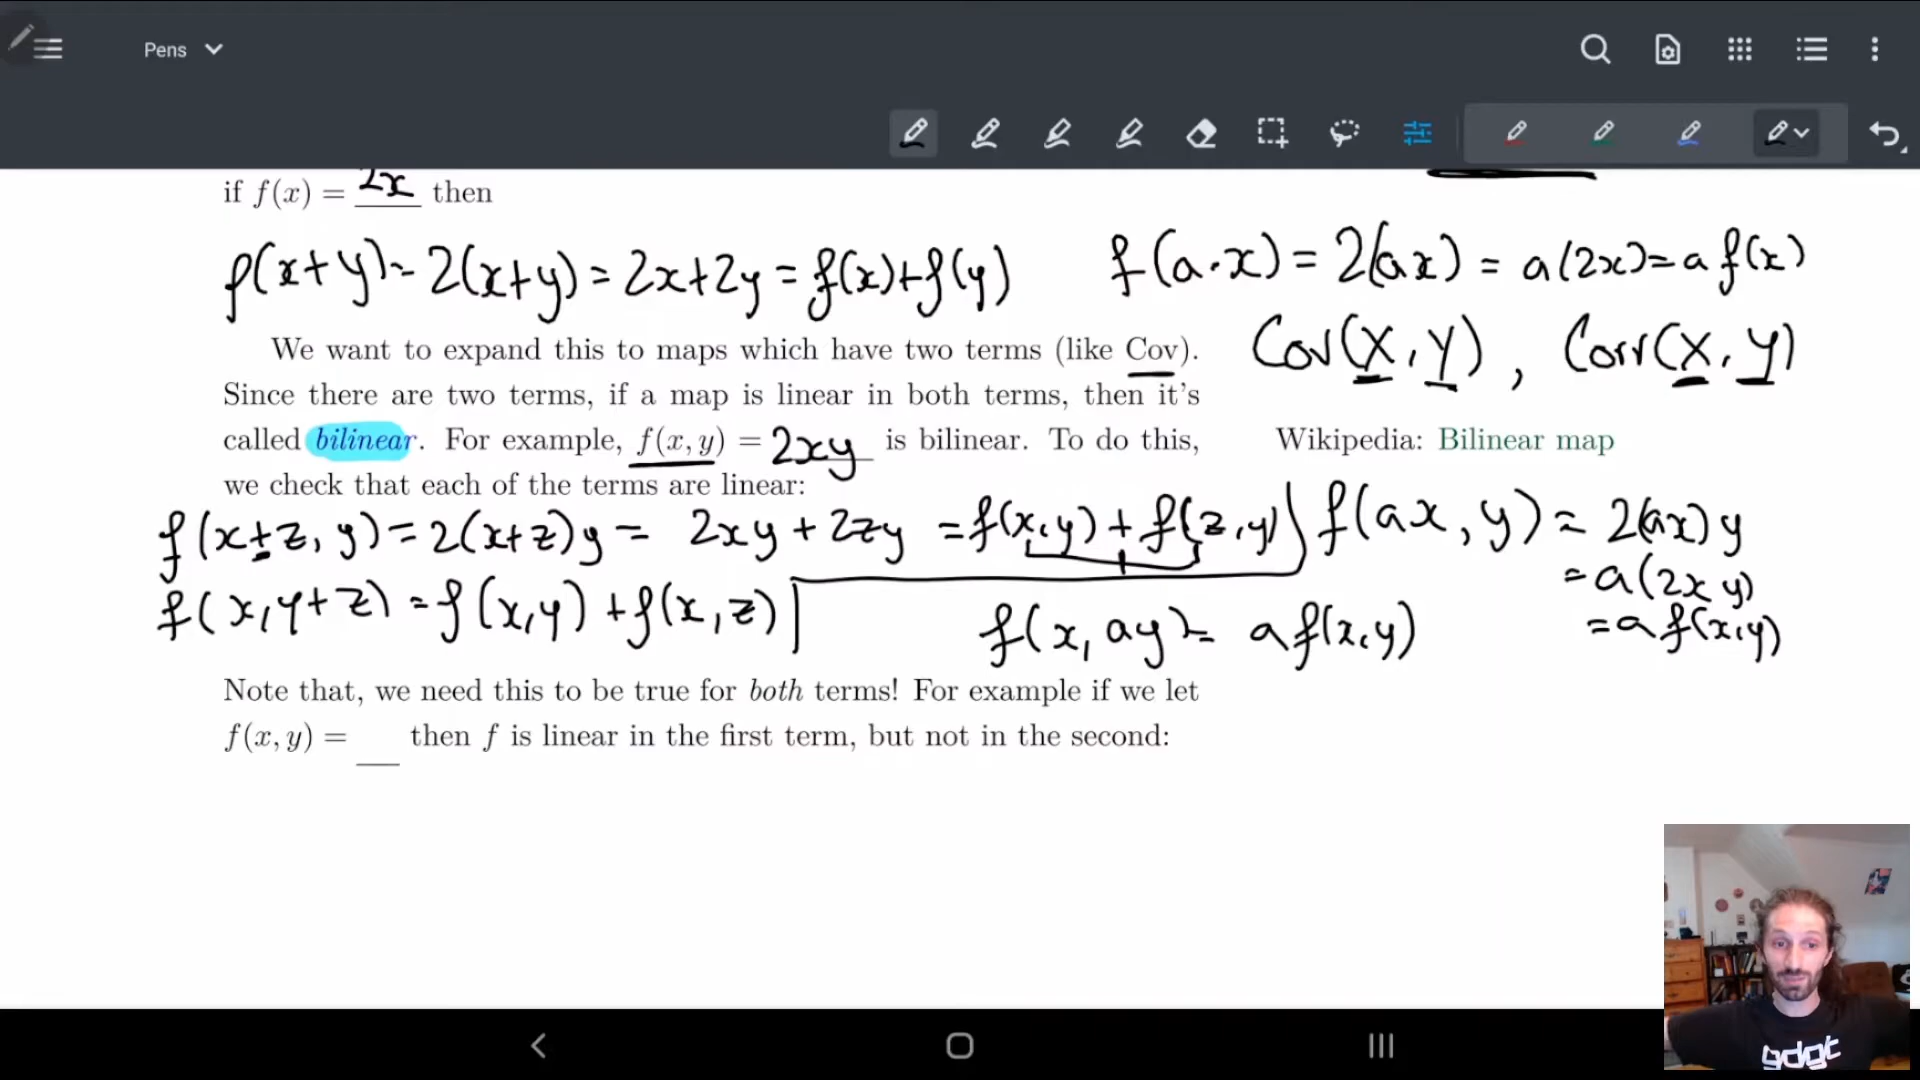 Pens
if f(x) = 2x then
f(x+y) = 2(x+y) = 2x+2y = f(x)+f(y)
f(a·x) = 2(ax) = a(2x) = a f(x)
We want to expand this to maps which have two terms (like Cov).
Cov(X,Y), Corr(X,Y)
Since there are two terms, if a map is linear in both terms, then it's
called bilinear. For example, f(x, y) = 2xy is bilinear. To do this,
Wikipedia: Bilinear map
we check that each of the terms are linear:
f(x+z, y) = 2(x+z)y = 2xy + 2zy = f(x,y) + f(z,y)
f(ax, y) = 2(ax)y
= a(2xy)
= a f(x,y)
f(x,y+z) = f(x,y) + f(x,z)
f(x, ay) = a f(x,y)
Note that, we need this to be true for both terms! For example if we let
f(x, y) = __ then f is linear in the first term, but not in the second:
gdgt